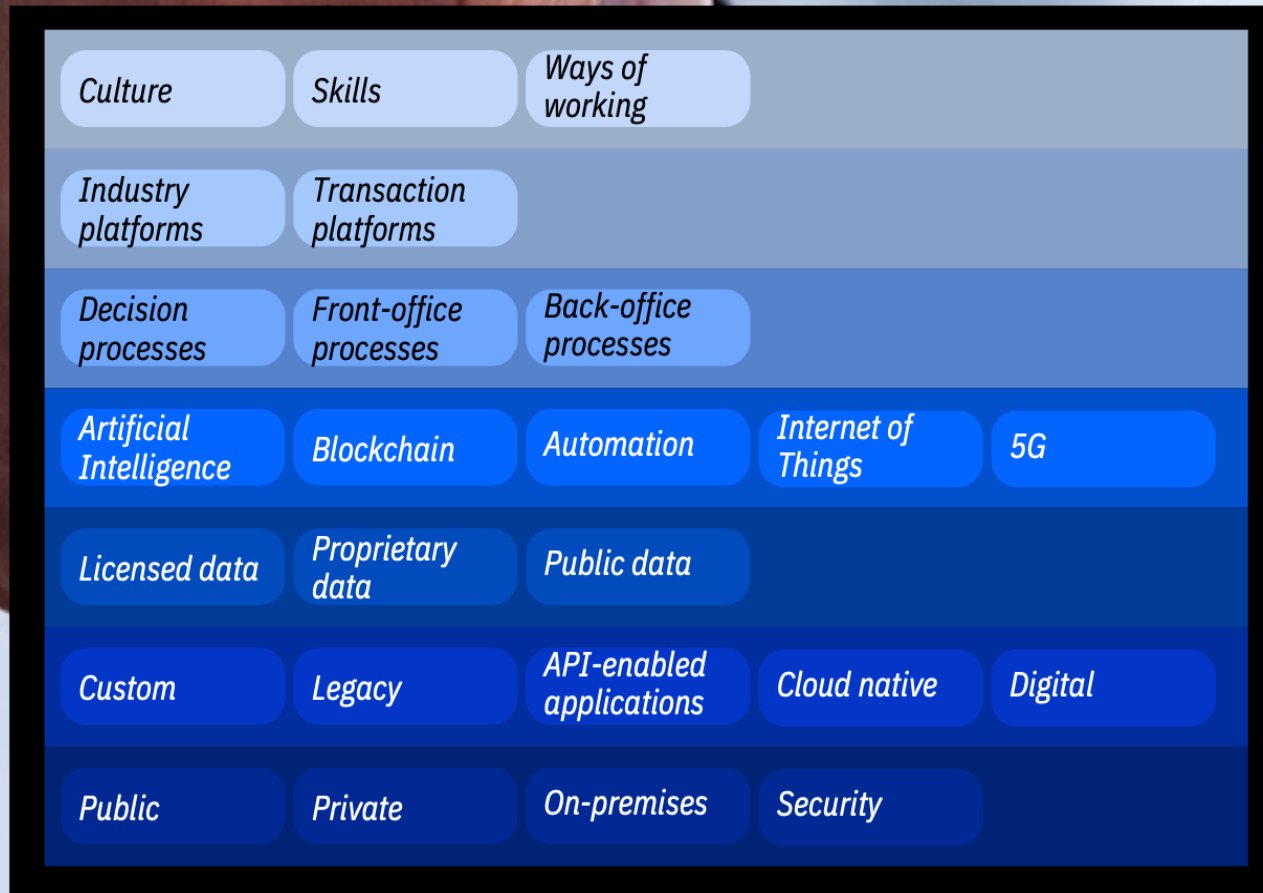 Culture
Skills
Ways of
working
Industry
platforms
Transaction
platforms
Decision
processes
Front-office
processes
Back-office
processes
Artificial
Intelligence
Blockchain
Automation
Internet of
Things
5G
Licensed data
Proprietary
data
Public data
Custom
Legacy
API-enabled
applications
Cloud native
Digital
Public
Private
On-premises
Security